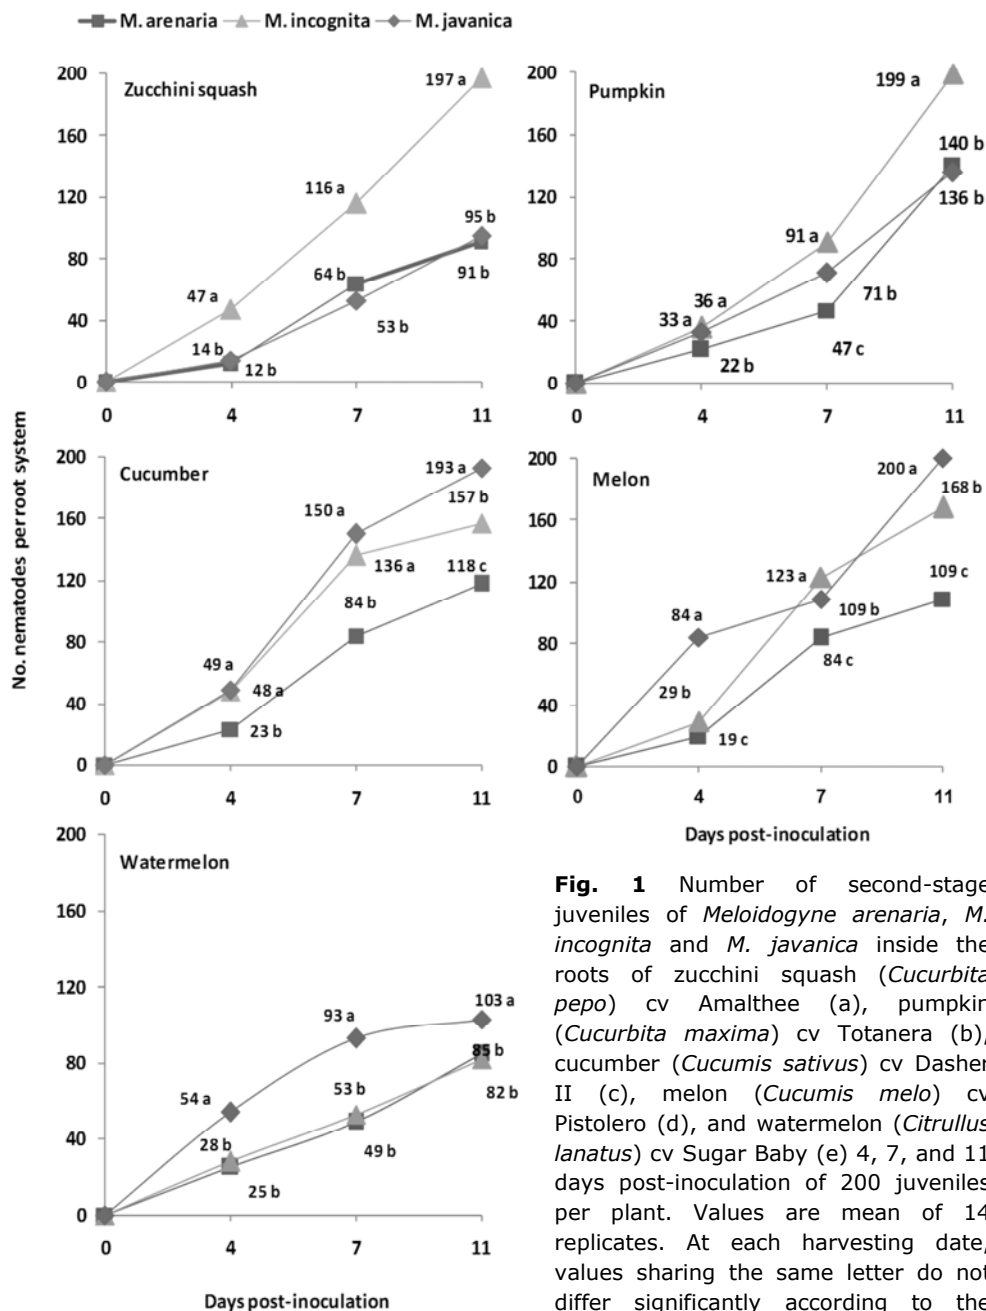 M. arenaria M. incognita M. javanica
No. nematodes per root system
Zucchini squash
200
160
120
80
40
0
0 4 7 11
197 a
116 a
47 a
95 b
91 b
64 b
53 b
14 b
12 b
Pumpkin
200
160
120
80
40
0
0 4 7 11
199 a
140 b
136 b
91 a
71 b
47 c
36 a
33 a
22 b
Cucumber
200
160
120
80
40
0
0 4 7 11
193 a
157 b
150 a
136 a
118 c
84 b
49 a
48 a
23 b
Melon
200
160
120
80
40
0
0 4 7 11
200 a
168 b
123 a
109 c
109 b
84 a
84 c
29 b
19 c
Days post-inoculation
Watermelon
200
160
120
80
40
0
0 4 7 11
103 a
93 a
85 b
82 b
54 a
53 b
49 b
28 b
25 b
Days post-inoculation
Fig. 1 Number of second-stage
juveniles of Meloidogyne arenaria, M.
incognita and M. javanica inside the
roots of zucchini squash (Cucurbita
pepo) cv Amalthee (a), pumpkin
(Cucurbita maxima) cv Totanera (b),
cucumber (Cucumis sativus) cv Dasher
II (c), melon (Cucumis melo) cv
Pistolero (d), and watermelon (Citrullus
lanatus) cv Sugar Baby (e) 4, 7, and 11
days post-inoculation of 200 juveniles
per plant. Values are mean of 14
replicates. At each harvesting date,
values sharing the same letter do not
differ significantly according to the